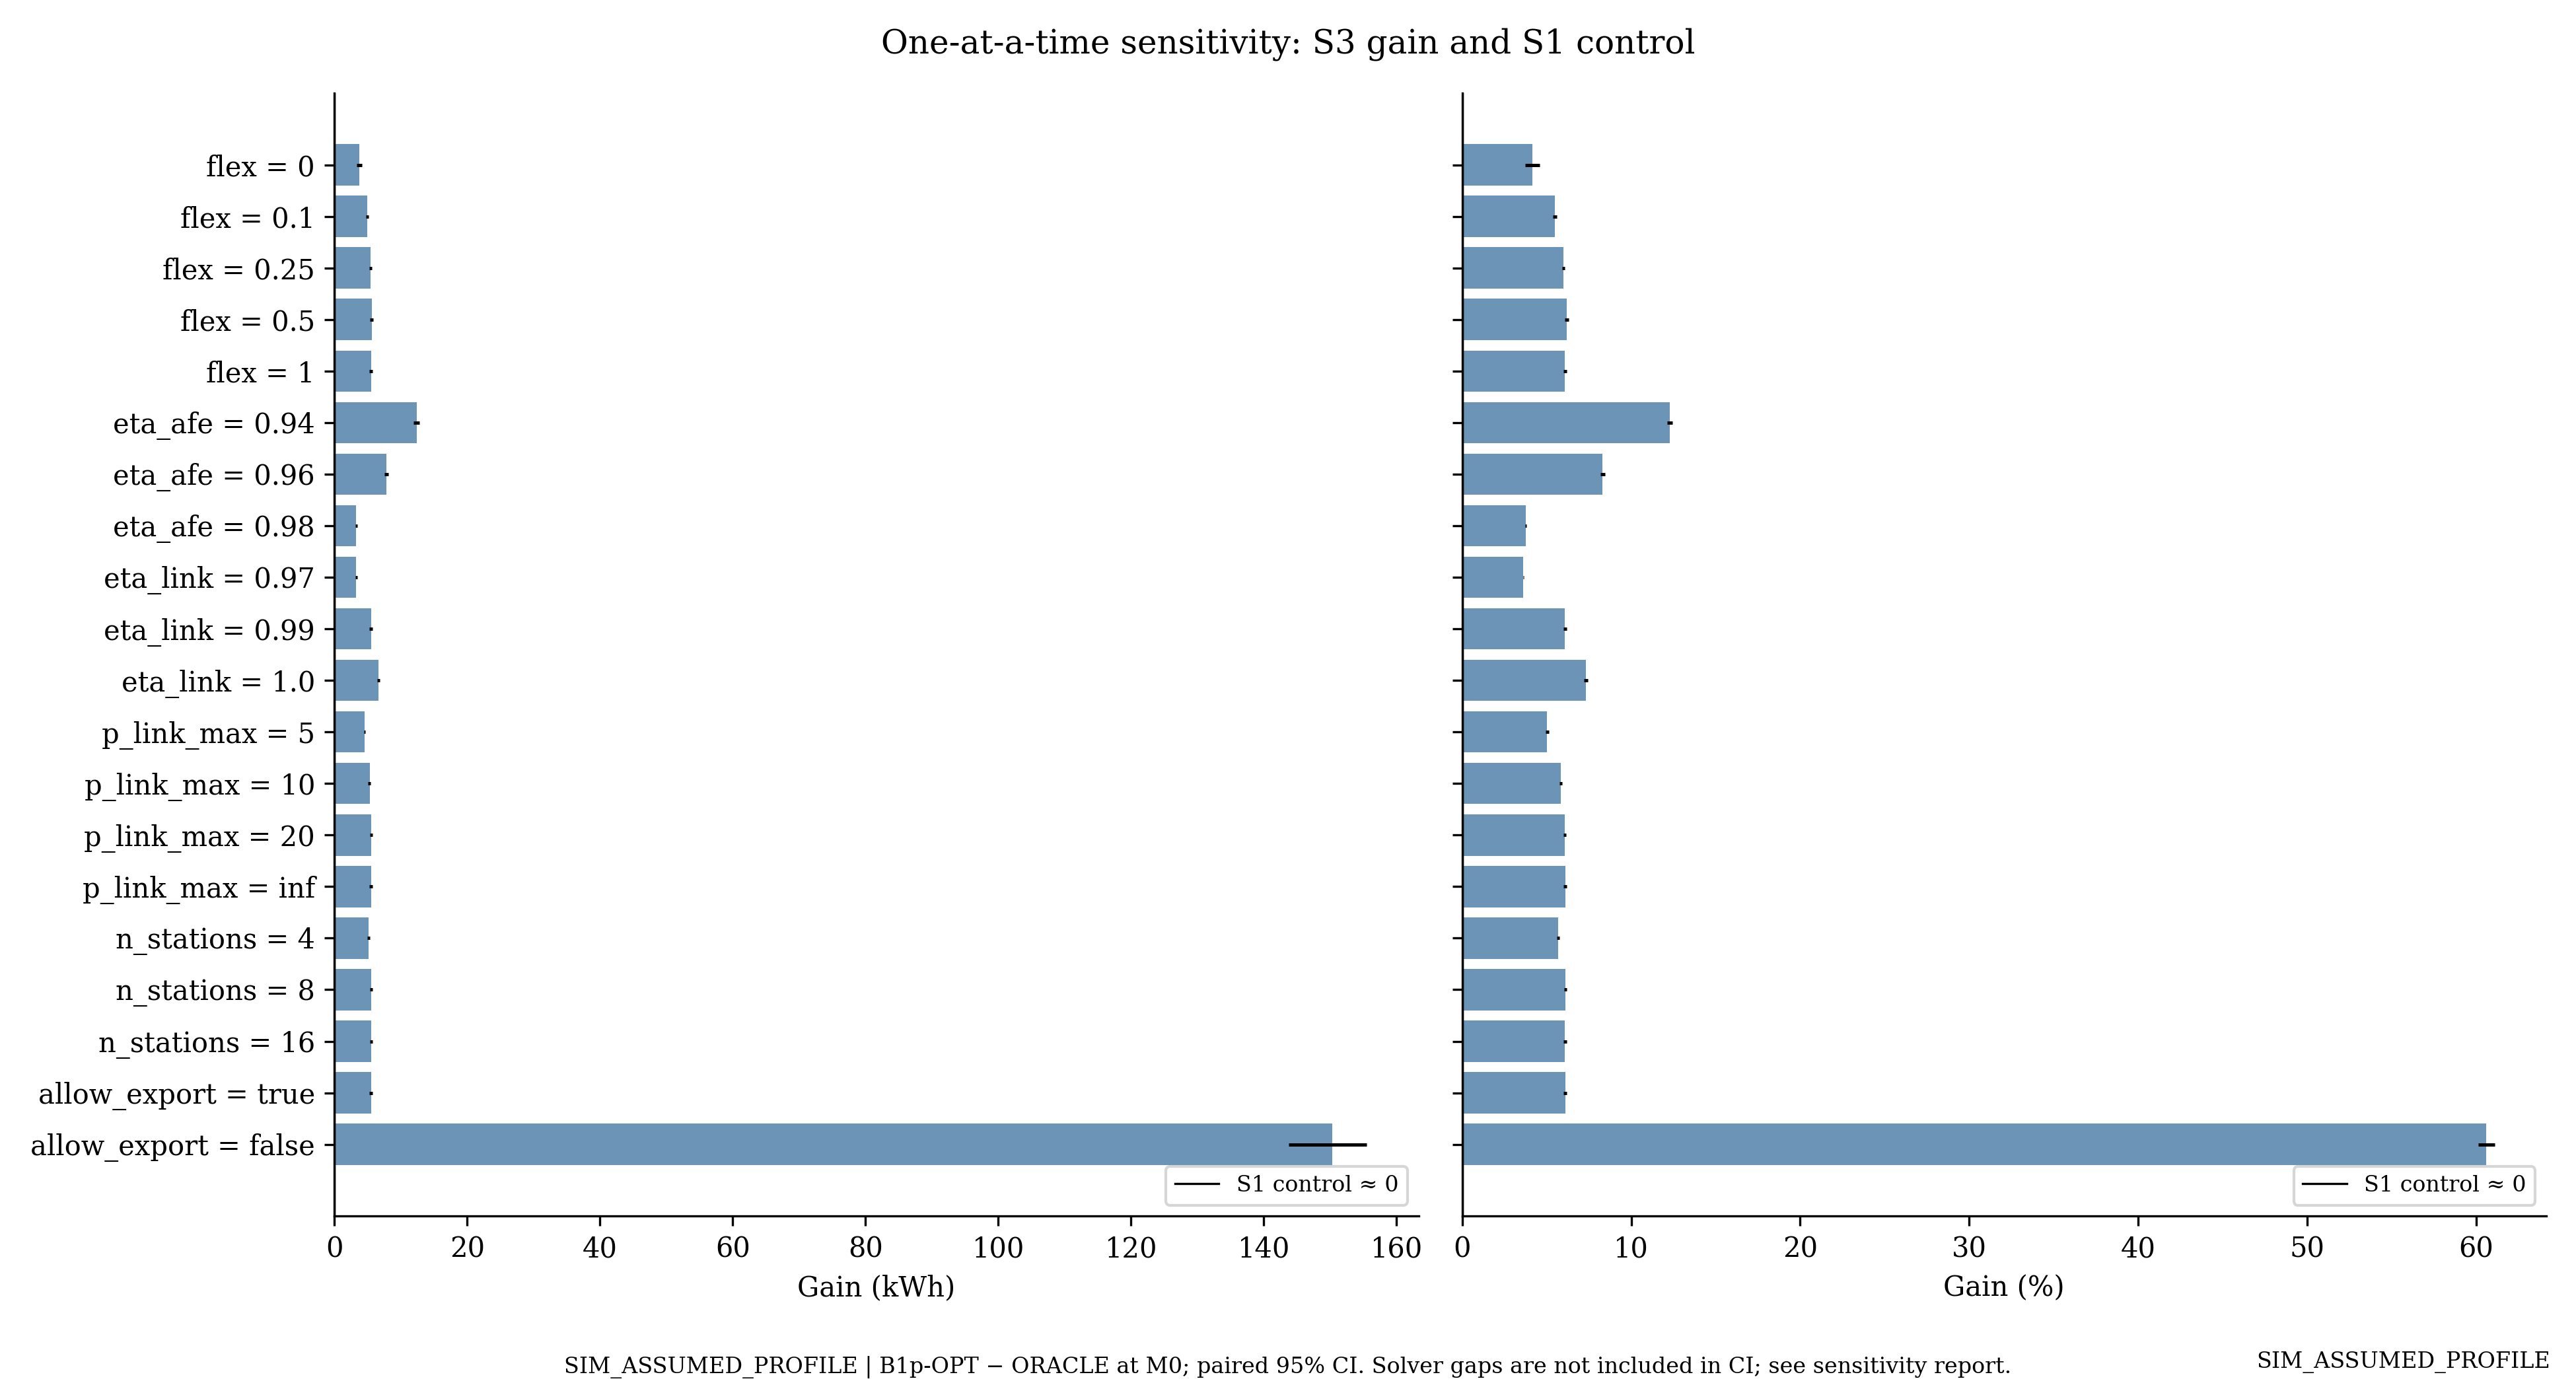 One-at-a-time sensitivity: S3 gain and S1 control
flex = 0
flex = 0.1
flex = 0.25
flex = 0.5
flex = 1
eta_afe = 0.94
eta_afe = 0.96
eta_afe = 0.98
eta_link = 0.97
eta_link = 0.99
eta_link = 1.0
p_link_max = 5
p_link_max = 10
p_link_max = 20
p_link_max = inf
n_stations = 4
n_stations = 8
n_stations = 16
allow_export = true
allow_export = false
S1 control ≈ 0
S1 control ≈ 0
0 20 40 60 80 100 120 140 160
0 10 20 30 40 50 60
Gain (kWh)
Gain (%)
SIM_ASSUMED_PROFILE | B1p-OPT − ORACLE at M0; paired 95% CI. Solver gaps are not included in CI; see sensitivity report.
SIM_ASSUMED_PROFILE